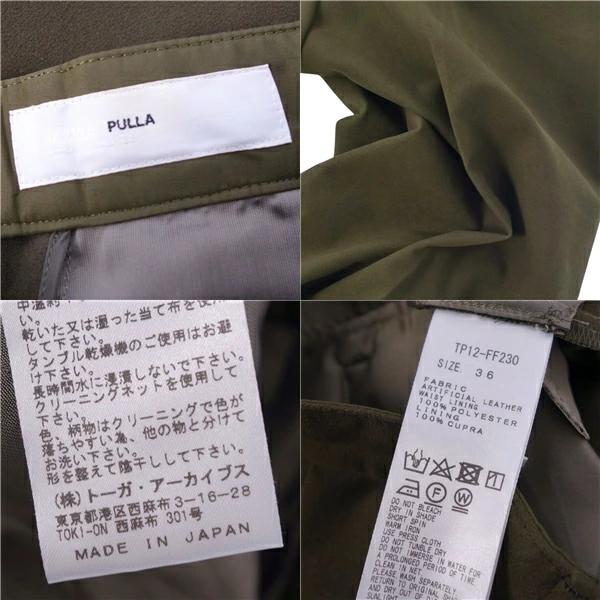 PULLA
い。
乾いた又は湿った当て布を使用
して下さい。
タンブル乾燥機のご使用はお避
け下さい。
長時間水に浸漬しないで下さい。
クリーニングネットを使用して
下さい。
色、柄物はクリーニングで色が
落ちやすい為、他の物と分けて
お洗い下さい。
形を整えて陰干しして下さい。
(株)トーガ・アーカイブス
東京都港区西麻布 3-16-28
TOKI-ON 西麻布 301号
MADE IN JAPAN
TP12-FF230
SIZE. 36
FABRIC
ARTIFICIAL LEATHER
WAIST LINING
100% POLYESTER
LINING
100% CUPRA
DO NOT BLEACH
DRY IN SHADE
SHORT SPIN
WARM IRON
USE PRESS CLOTH
DO NOT TUMBLE DRY
DO NOT IMMERSE IN WATER FOR
A PROLONGED PERIOD OF TIME
CLEAN IN NET
PLEASE WASH SEPARATELY
RETURN TO ORIGINAL